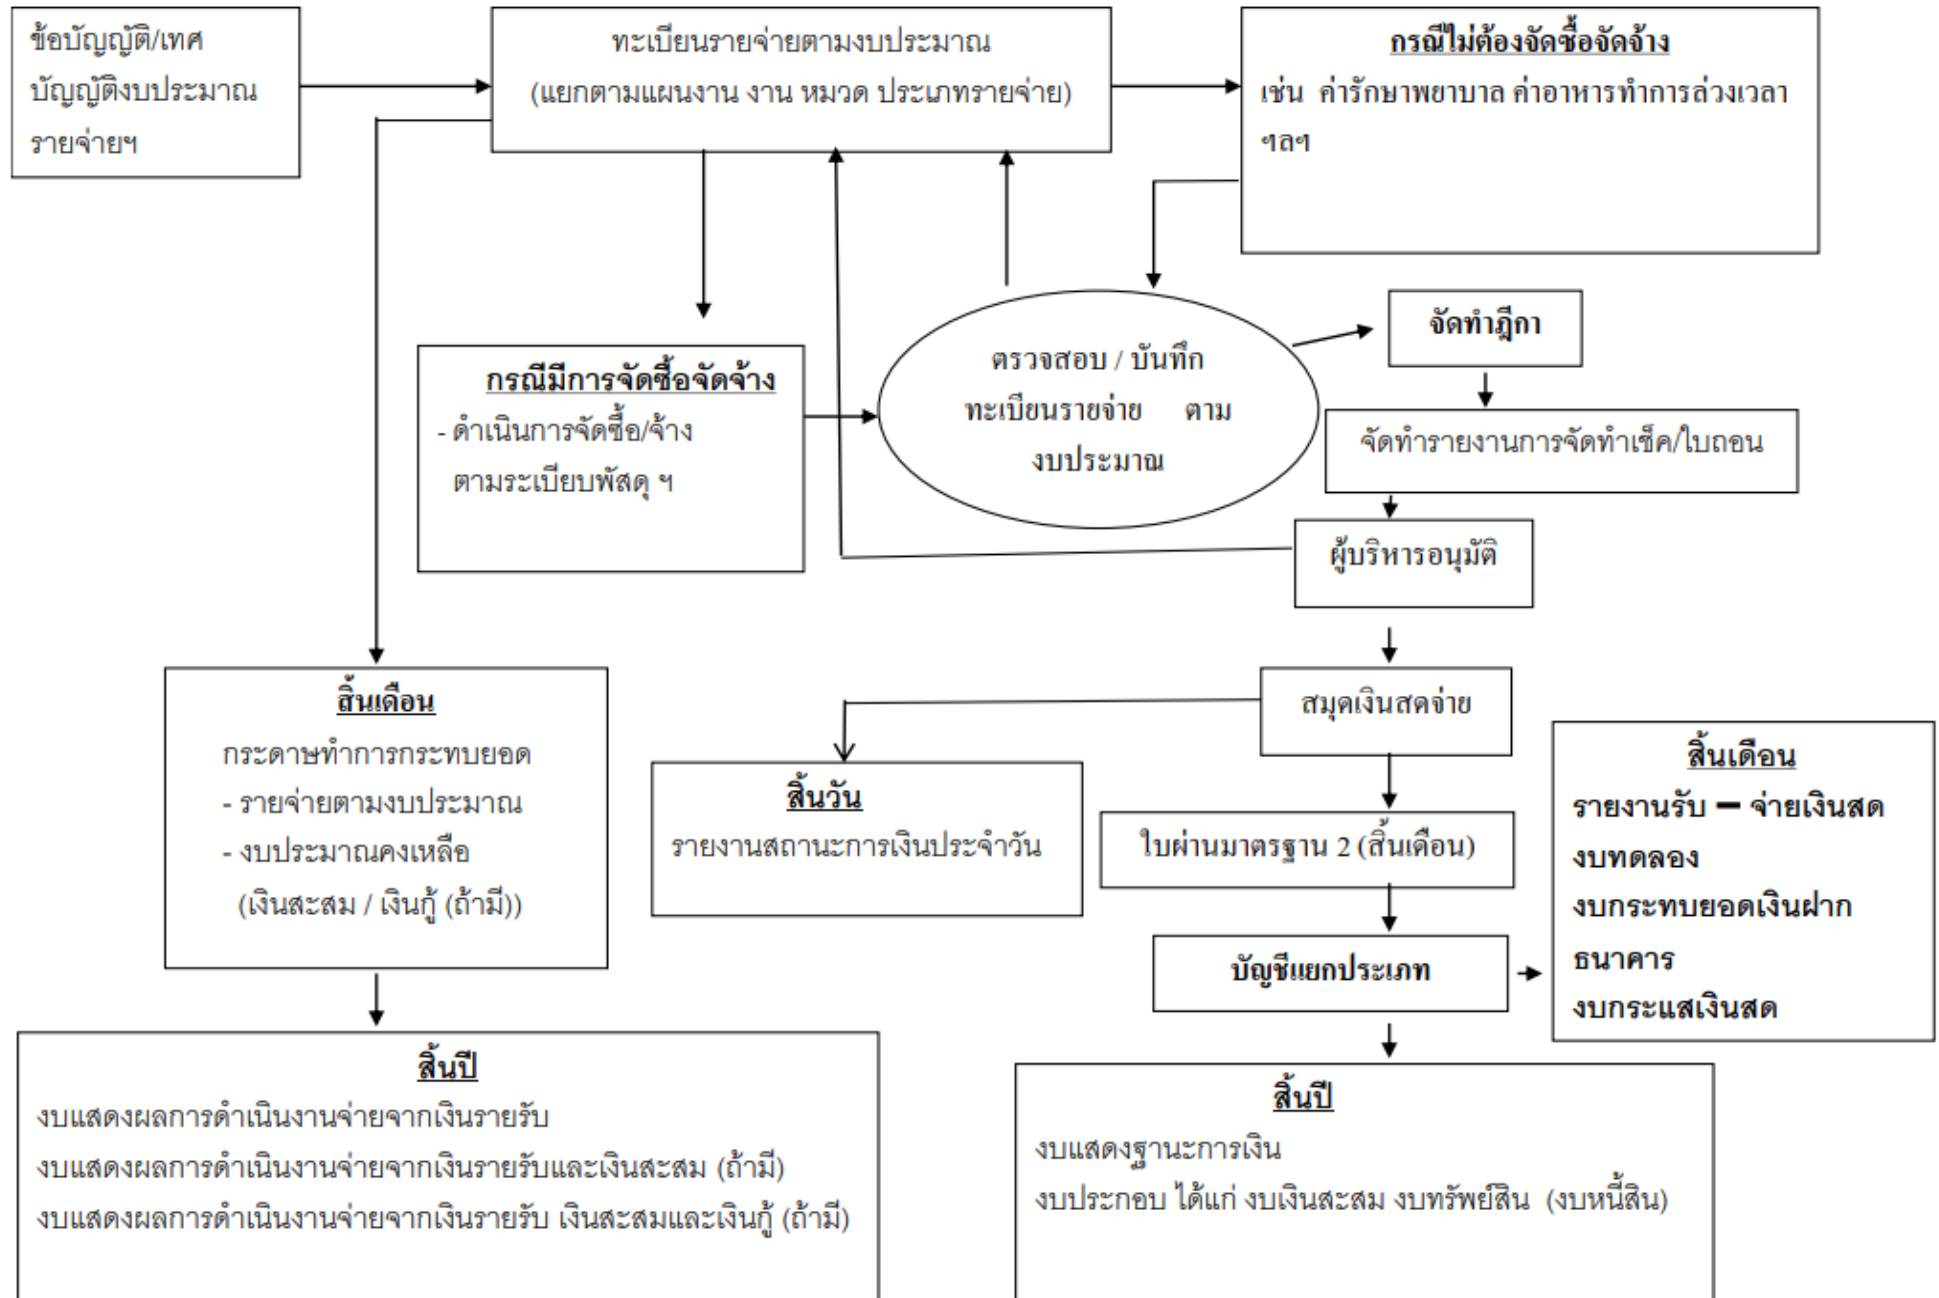 ข้อบัญญัติ/เทศ
บัญญัติงบประมาณ
รายจ่ายฯ
ทะเบียนรายจ่ายตามงบประมาณ
(แยกตามแผนงาน งาน หมวด ประเภทรายจ่าย)
กรณีไม่ต้องจัดซื้อจัดจ้าง
เช่น ค่ารักษาพยาบาล ค่าอาหารทำการล่วงเวลา
ฯลฯ
กรณีมีการจัดซื้อจัดจ้าง
- ดำเนินการจัดซื้อ/จ้าง
ตามระเบียบพัสดุ ฯ
ตรวจสอบ / บันทึก
ทะเบียนรายจ่าย ตาม
งบประมาณ
จัดทำฎีกา
จัดทำรายงานการจัดทำเช็ค/ใบถอน
ผู้บริหารอนุมัติ
สมุดเงินสดจ่าย
สิ้นวัน
รายงานสถานะการเงินประจำวัน
ใบผ่านมาตรฐาน 2 (สิ้นเดือน)
บัญชีแยกประเภท
สิ้นเดือน
รายงานรับ – จ่ายเงินสด
งบทดลอง
งบกระทบยอดเงินฝาก
ธนาคาร
งบกระแสเงินสด
สิ้นเดือน
กระดาษทำการกระทบยอด
- รายจ่ายตามงบประมาณ
- งบประมาณคงเหลือ
(เงินสะสม / เงินกู้ (ถ้ามี))
สิ้นปี
งบแสดงผลการดำเนินงานจ่ายจากเงินรายรับ
งบแสดงผลการดำเนินงานจ่ายจากเงินรายรับและเงินสะสม (ถ้ามี)
งบแสดงผลการดำเนินงานจ่ายจากเงินรายรับ เงินสะสมและเงินกู้ (ถ้ามี)
สิ้นปี
งบแสดงฐานะการเงิน
งบประกอบ ได้แก่ งบเงินสะสม งบทรัพย์สิน (งบหนี้สิน)